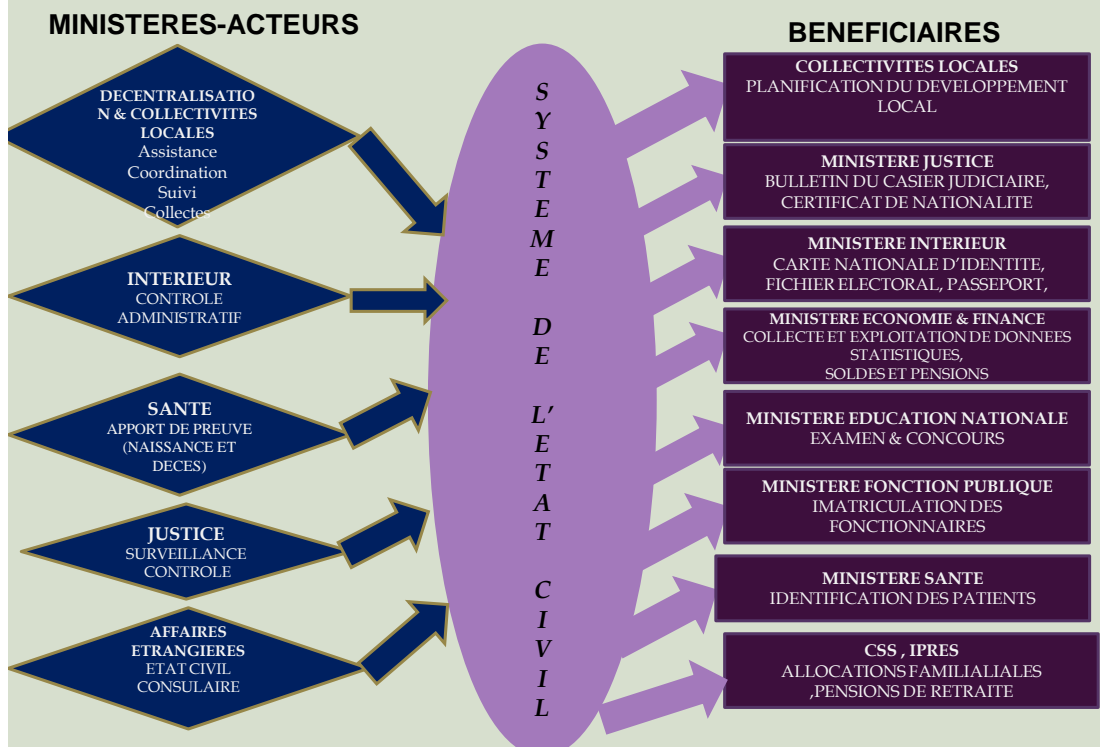 MINISTERES-ACTEURS
DECENTRALISATIO
N & COLLECTIVITES
LOCALES
Assistance
Coordination
Suivi
Collectes
INTERIEUR
CONTROLE
ADMINISTRATIF
SANTE
APPORT DE PREUVE
(NAISSANCE ET
DECES)
JUSTICE
SURVEILLANCE
CONTROLE
AFFAIRES
ETRANGIERES
ETAT CIVIL
CONSULAIRE
SYSTEME DE L’ETAT CIVIL
BENEFICIAIRES
COLLECTIVITES LOCALES
PLANIFICATION DU DEVELOPPEMENT
LOCAL
MINISTERE JUSTICE
BULLETIN DU CASIER JUDICIAIRE,
CERTIFICAT DE NATIONALITE
MINISTERE INTERIEUR
CARTE NATIONALE D’IDENTITE,
FICHIER ELECTORAL, PASSEPORT,
MINISTERE ECONOMIE & FINANCE
COLLECTE ET EXPLOITATION DE DONNEES
STATISTIQUES,
SOLDES ET PENSIONS
MINISTERE EDUCATION NATIONALE
EXAMEN & CONCOURS
MINISTERE FONCTION PUBLIQUE
IMATRICULATION DES
FONCTIONNAIRES
MINISTERE SANTE
IDENTIFICATION DES PATIENTS
CSS , IPRES
ALLOCATIONS FAMILIALIALES
,PENSIONS DE RETRAITE